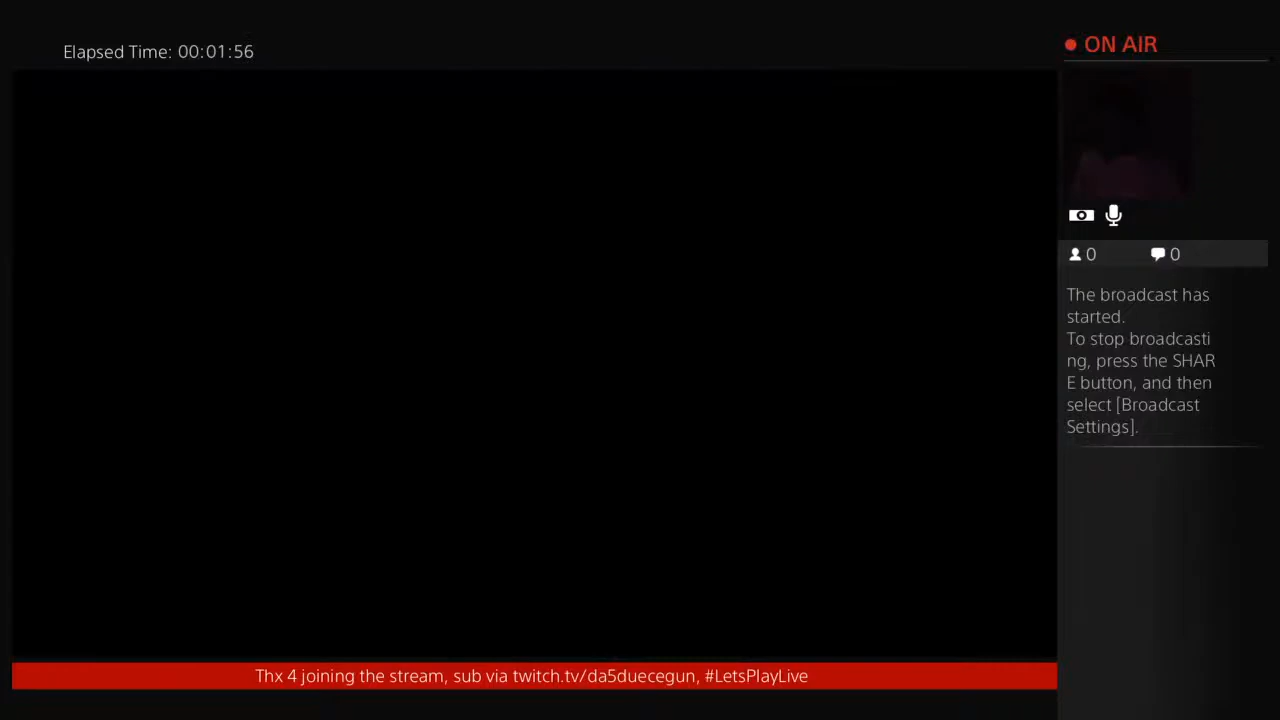 Elapsed Time: 00:01:56
ON AIR
0 0
The broadcast has
started.
To stop broadcasti
ng, press the SHAR
E button, and then
select [Broadcast
Settings].
Thx 4 joining the stream, sub via twitch.tv/da5duecegun, #LetsPlayLive